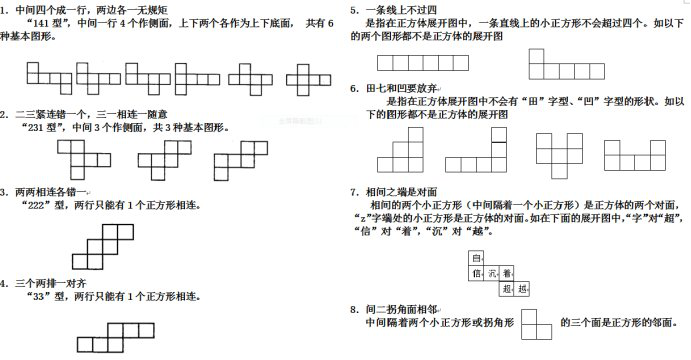 1．中间四个成一行，两边各一无规矩
“141 型”，中间一行 4 个作侧面，上下两个各作为上下底面， 共有 6
种基本图形。
2．二三紧连错一个，三一相连一随意
“231 型”，中间 3 个作侧面，共 3 种基本图形。
3．两两相连各错一
“222”型，两行只能有 1 个正方形相连。
4．三个两排一对齐
“33”型，两行只能有 1 个正方形相连。
5．一条线上不过四
是指在正方体展开图中，一条直线上的小正方形不会超过四个。如以下
的两个图形都不是正方体的展开图
6．田七和凹要放弃
是指在正方体展开图中不会有“田”字型、“凹”字型的形状。如以
下的图形都不是正方体的展开图
7．相间之端是对面
相间的两个小正方形（中间隔着一个小正方形）是正方体的两个对面，
“z”字端处的小正方形是正方体的对面。如在下面的展开图中，“字”对“超”，
“信”对“着”，“沉”对“越”。
自
信 沉 着
超 越
8．间二拐角面相邻
中间隔着两个小正方形或拐角形 的三个面是正方形的邻面。